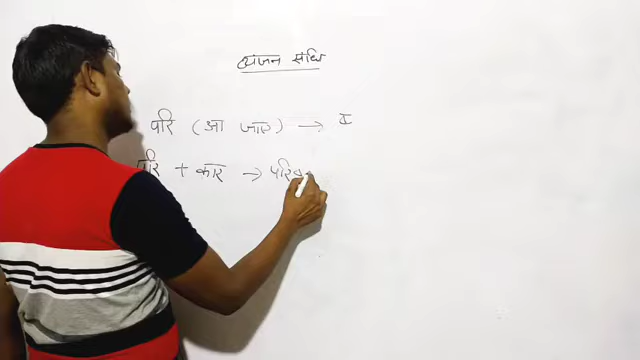 व्यंजन संधि
परि (आ जाए) → I
परि + कार → परि